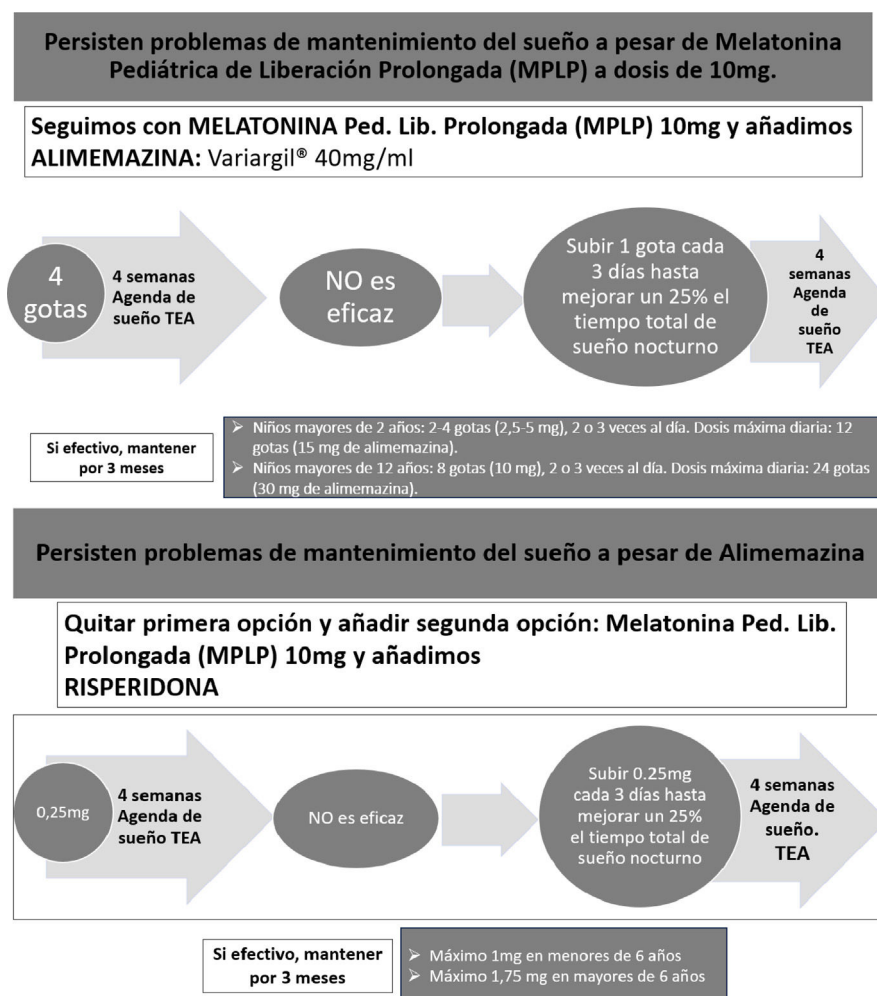 Persisten problemas de mantenimiento del sueño a pesar de Melatonina
Pediátrica de Liberación Prolongada (MPLP) a dosis de 10mg.
Seguimos con MELATONINA Ped. Lib. Prolongada (MPLP) 10mg y añadimos
ALIMEMAZINA: Variargil® 40mg/ml
4
gotas
4 semanas
Agenda de
sueño TEA
NO es
eficaz
Subir 1 gota cada
3 días hasta
mejorar un 25% el
tiempo total de
sueño nocturno
4
semanas
Agenda
de
sueño
TEA
Si efectivo, mantener
por 3 meses
➢ Niños mayores de 2 años: 2-4 gotas (2,5-5 mg), 2 o 3 veces al día. Dosis máxima diaria: 12
gotas (15 mg de alimemazina).
➢ Niños mayores de 12 años: 8 gotas (10 mg), 2 o 3 veces al día. Dosis máxima diaria: 24 gotas
(30 mg de alimemazina).
Persisten problemas de mantenimiento del sueño a pesar de Alimemazina
Quitar primera opción y añadir segunda opción: Melatonina Ped. Lib.
Prolongada (MPLP) 10mg y añadimos
RISPERIDONA
0,25mg
4 semanas
Agenda de
sueño TEA
NO es eficaz
Subir 0.25mg
cada 3 días hasta
mejorar un 25%
el tiempo total de
sueño nocturno
4 semanas
Agenda de
sueño.
TEA
Si efectivo, mantener
por 3 meses
➢ Máximo 1mg en menores de 6 años
➢ Máximo 1,75 mg en mayores de 6 años